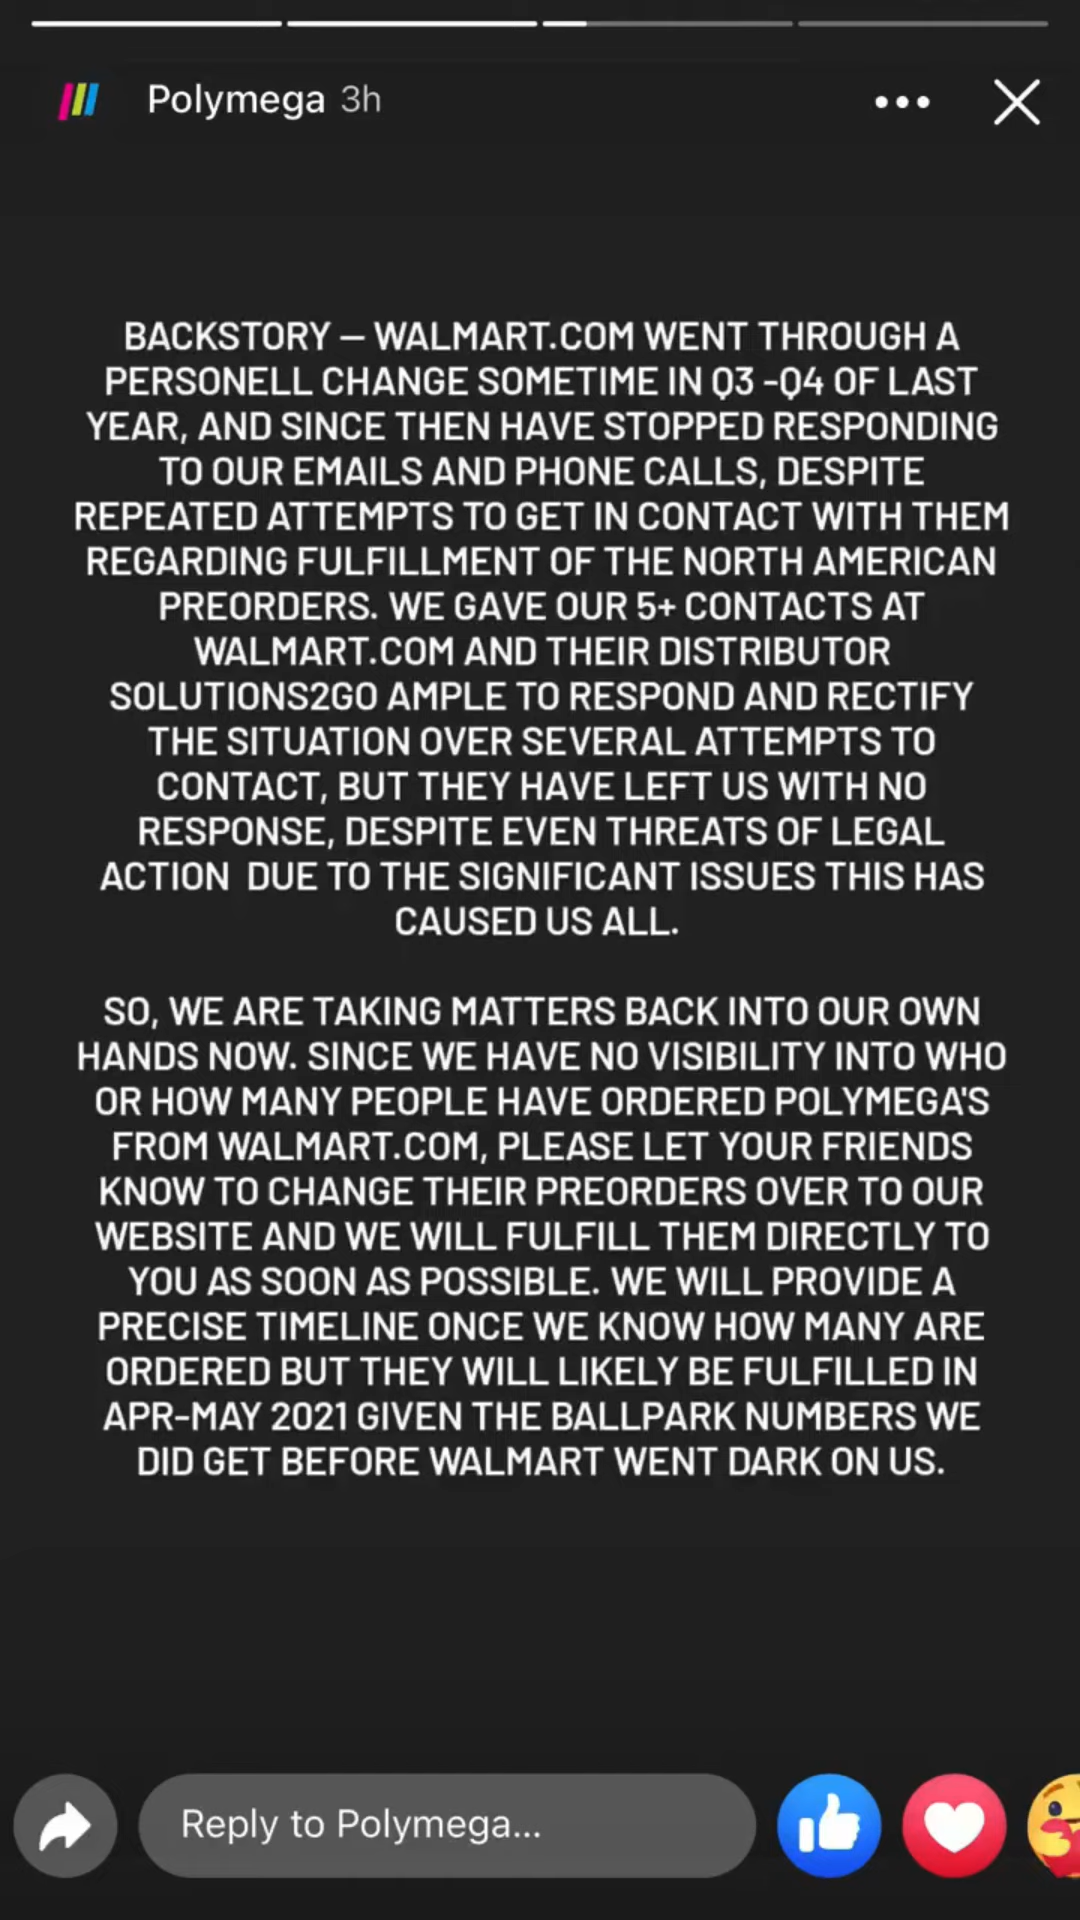 Polymega 3h
BACKSTORY – WALMART.COM WENT THROUGH A
PERSONELL CHANGE SOMETIME IN Q3 -Q4 OF LAST
YEAR, AND SINCE THEN HAVE STOPPED RESPONDING
TO OUR EMAILS AND PHONE CALLS, DESPITE
REPEATED ATTEMPTS TO GET IN CONTACT WITH THEM
REGARDING FULFILLMENT OF THE NORTH AMERICAN
PREORDERS. WE GAVE OUR 5+ CONTACTS AT
WALMART.COM AND THEIR DISTRIBUTOR
SOLUTIONS2GO AMPLE TO RESPOND AND RECTIFY
THE SITUATION OVER SEVERAL ATTEMPTS TO
CONTACT, BUT THEY HAVE LEFT US WITH NO
RESPONSE, DESPITE EVEN THREATS OF LEGAL
ACTION  DUE TO THE SIGNIFICANT ISSUES THIS HAS
CAUSED US ALL.
SO, WE ARE TAKING MATTERS BACK INTO OUR OWN
HANDS NOW. SINCE WE HAVE NO VISIBILITY INTO WHO
OR HOW MANY PEOPLE HAVE ORDERED POLYMEGA'S
FROM WALMART.COM, PLEASE LET YOUR FRIENDS
KNOW TO CHANGE THEIR PREORDERS OVER TO OUR
WEBSITE AND WE WILL FULFILL THEM DIRECTLY TO
YOU AS SOON AS POSSIBLE. WE WILL PROVIDE A
PRECISE TIMELINE ONCE WE KNOW HOW MANY ARE
ORDERED BUT THEY WILL LIKELY BE FULFILLED IN
APR-MAY 2021 GIVEN THE BALLPARK NUMBERS WE
DID GET BEFORE WALMART WENT DARK ON US.
Reply to Polymega...